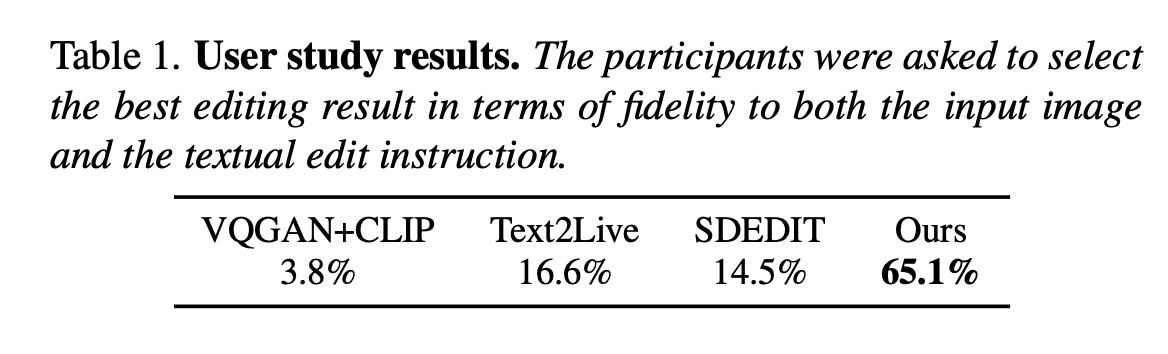 Table 1. User study results. The participants were asked to select
the best editing result in terms of fidelity to both the input image
and the textual edit instruction.
VQGAN+CLIP Text2Live SDEDIT Ours
3.8% 16.6% 14.5% 65.1%